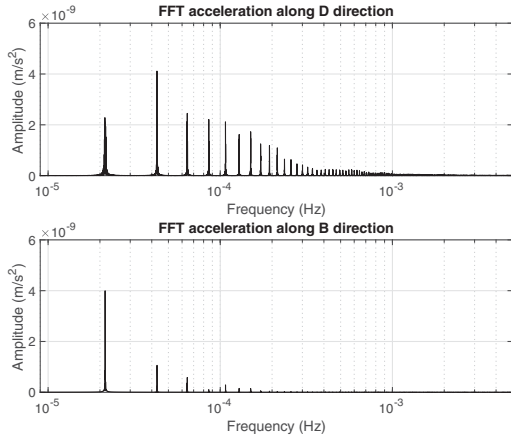 FFT acceleration along D direction
×10⁻⁹
6
4
2
0
Amplitude (m/s²)
10⁻⁵
10⁻⁴
10⁻³
Frequency (Hz)
FFT acceleration along B direction
×10⁻⁹
6
4
2
0
Amplitude (m/s²)
10⁻⁵
10⁻⁴
10⁻³
Frequency (Hz)